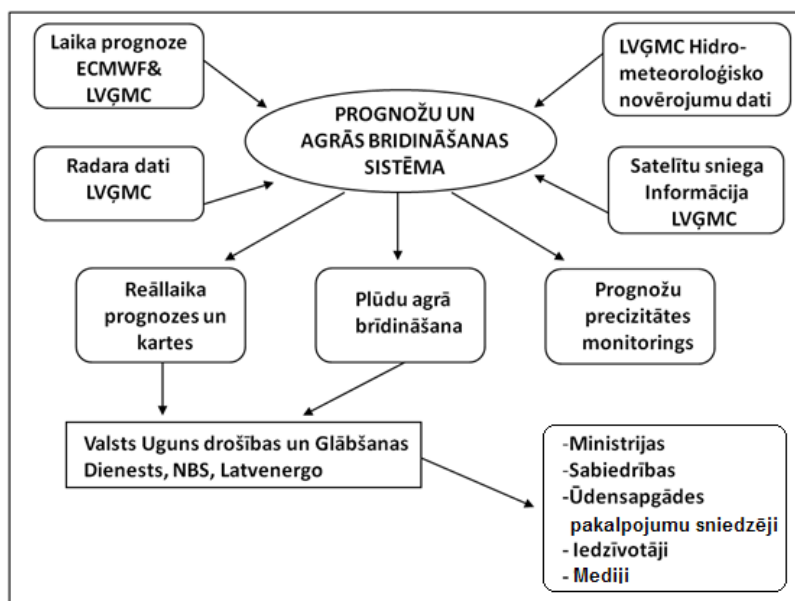 Laika prognoze
ECMWF&
LVĢMC
LVĢMC Hidro-
meteoroloģisko
novērojumu dati
PROGNOŽU UN
AGRĀS BRIDINĀŠANAS
SISTĒMA
Radara dati
LVĢMC
Satelītu sniega
Informācija
LVĢMC
Reāllaika
prognozes un
kartes
Plūdu agrā
brīdināšana
Prognožu
precizitātes
monitorings
Valsts Uguns drošības un Glābšanas
Dienests, NBS, Latvenergo
-Ministrijas
-Sabiedrības
-Ūdensapgādes
pakalpojumu sniedzēji
- Iedzīvotāji
- Mediji